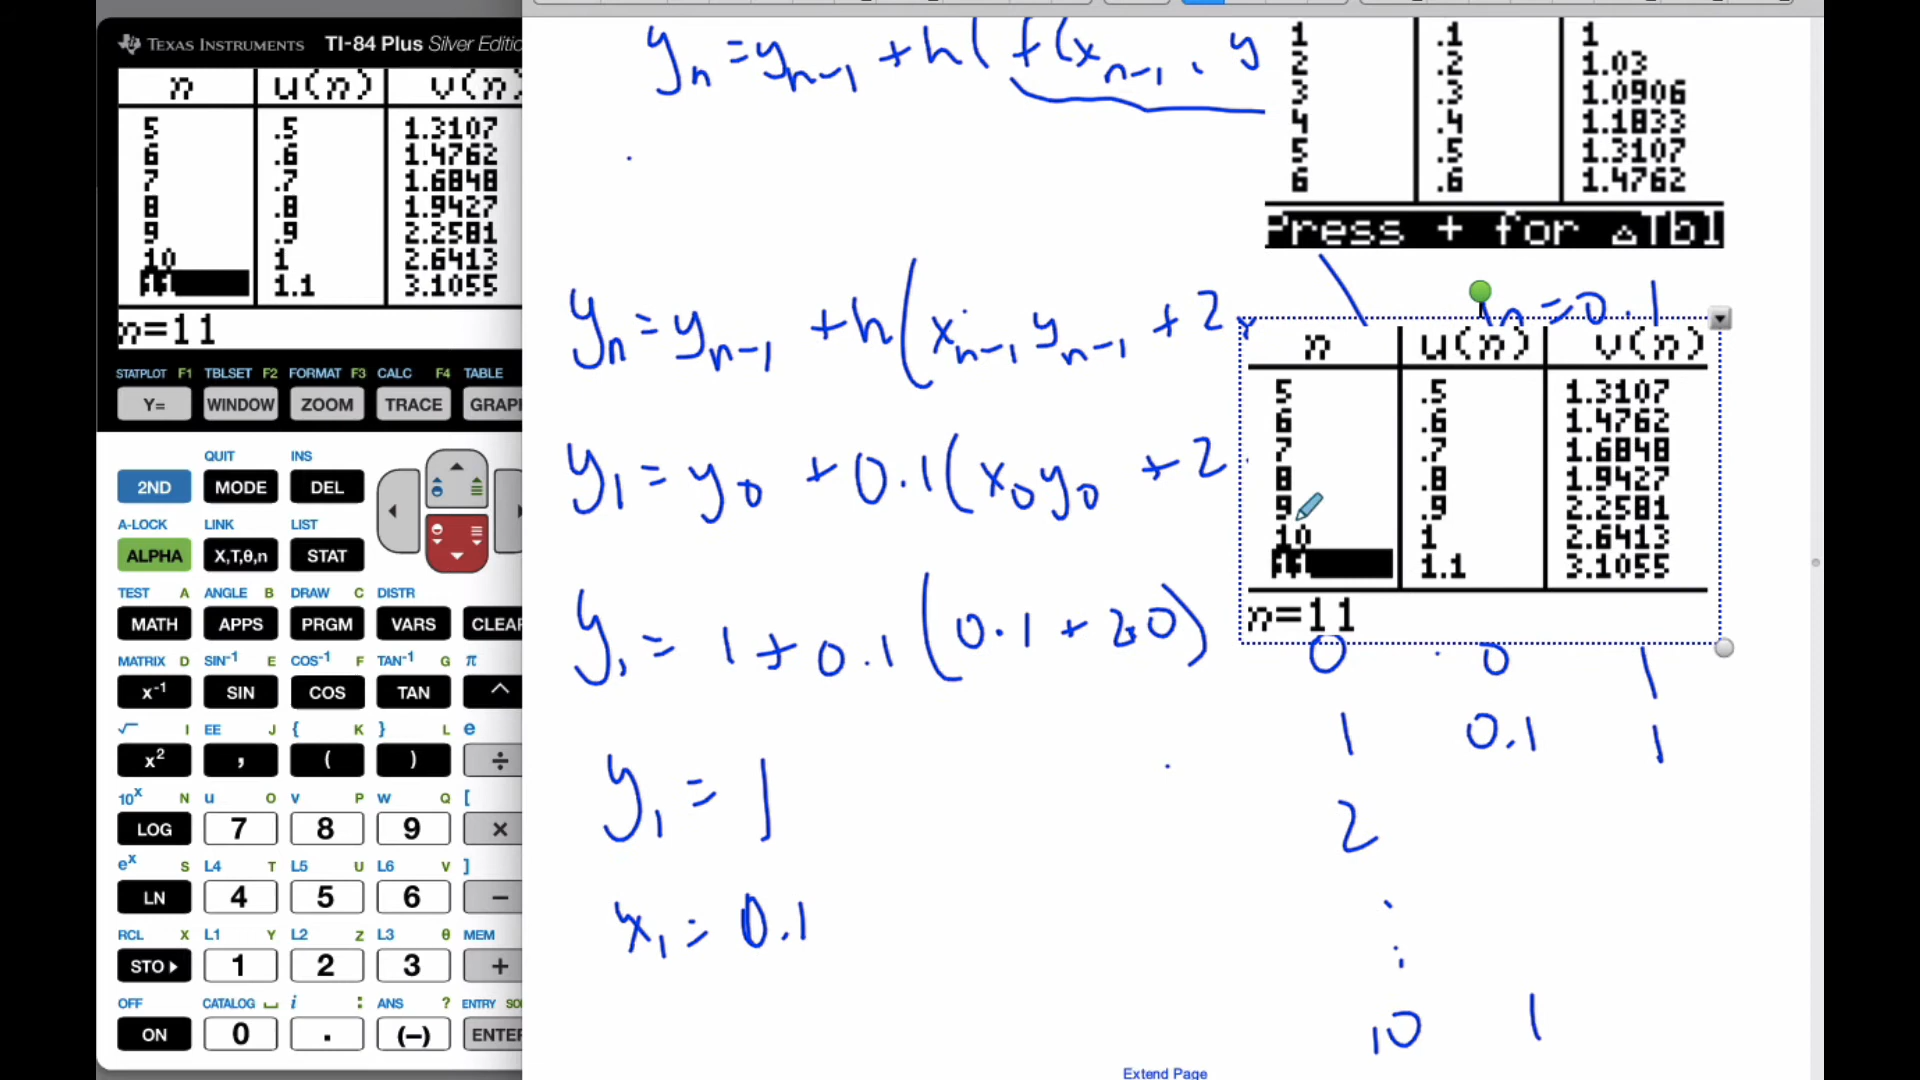 TEXAS INSTRUMENTS TI-84 Plus Silver Editio
n u(n) v(n)
5 .5 1.3107
6 .6 1.4762
7 .7 1.6848
8 .8 1.9427
9 .9 2.2581
10 1 2.6413
11 1.1 3.1055
n=11
STATPLOT F1 TBLSET F2 FORMAT F3 CALC F4 TABLE
Y= WINDOW ZOOM TRACE GRAPH
QUIT INS
2ND MODE DEL
A-LOCK LINK LIST
ALPHA X,T,θ,n STAT
TEST A ANGLE B DRAW C DISTR
MATH APPS PRGM VARS CLEAR
MATRIX D SIN⁻¹ E COS⁻¹ F TAN⁻¹ G π
x⁻¹ SIN COS TAN ^
√ I EE J { K } L e
x² , ( ) ÷
10ˣ N u O v P w Q [
LOG 7 8 9 ×
eˣ S L4 T L5 U L6 V ]
LN 4 5 6 −
RCL X L1 Y L2 Z L3 θ MEM
STO▸ 1 2 3 +
OFF CATALOG i : ANS ? ENTRY SO
ON 0 . (−) ENTE
yₙ = yₙ₋₁ + h( f(xₙ₋₁, y
1 .1 1
2 .2 1.03
3 .3 1.0906
4 .4 1.1833
5 .5 1.3107
6 .6 1.4762
Press + for △Tbl
h=0.1
yₙ = yₙ₋₁ + h(xₙ₋₁ yₙ₋₁ + 2x
y₁ = y₀ + 0.1(x₀y₀ + 2
y₁ = 1 + 0.1(0·1 + 2·0)
y₁ = 1
x₁ = 0.1
n u(n) v(n)
5 .5 1.3107
6 .6 1.4762
7 .7 1.6848
8 .8 1.9427
9 .9 2.2581
10 1 2.6413
11 1.1 3.1055
n=11
0 0 1
1 0.1 1
2
⋮
10 1
Extend Page